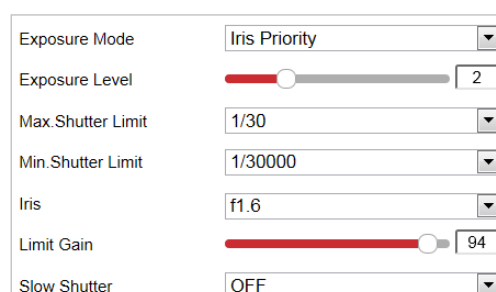 Exposure Mode Iris Priority
Exposure Level 2
Max.Shutter Limit 1/30
Min.Shutter Limit 1/30000
Iris f1.6
Limit Gain 94
Slow Shutter OFF